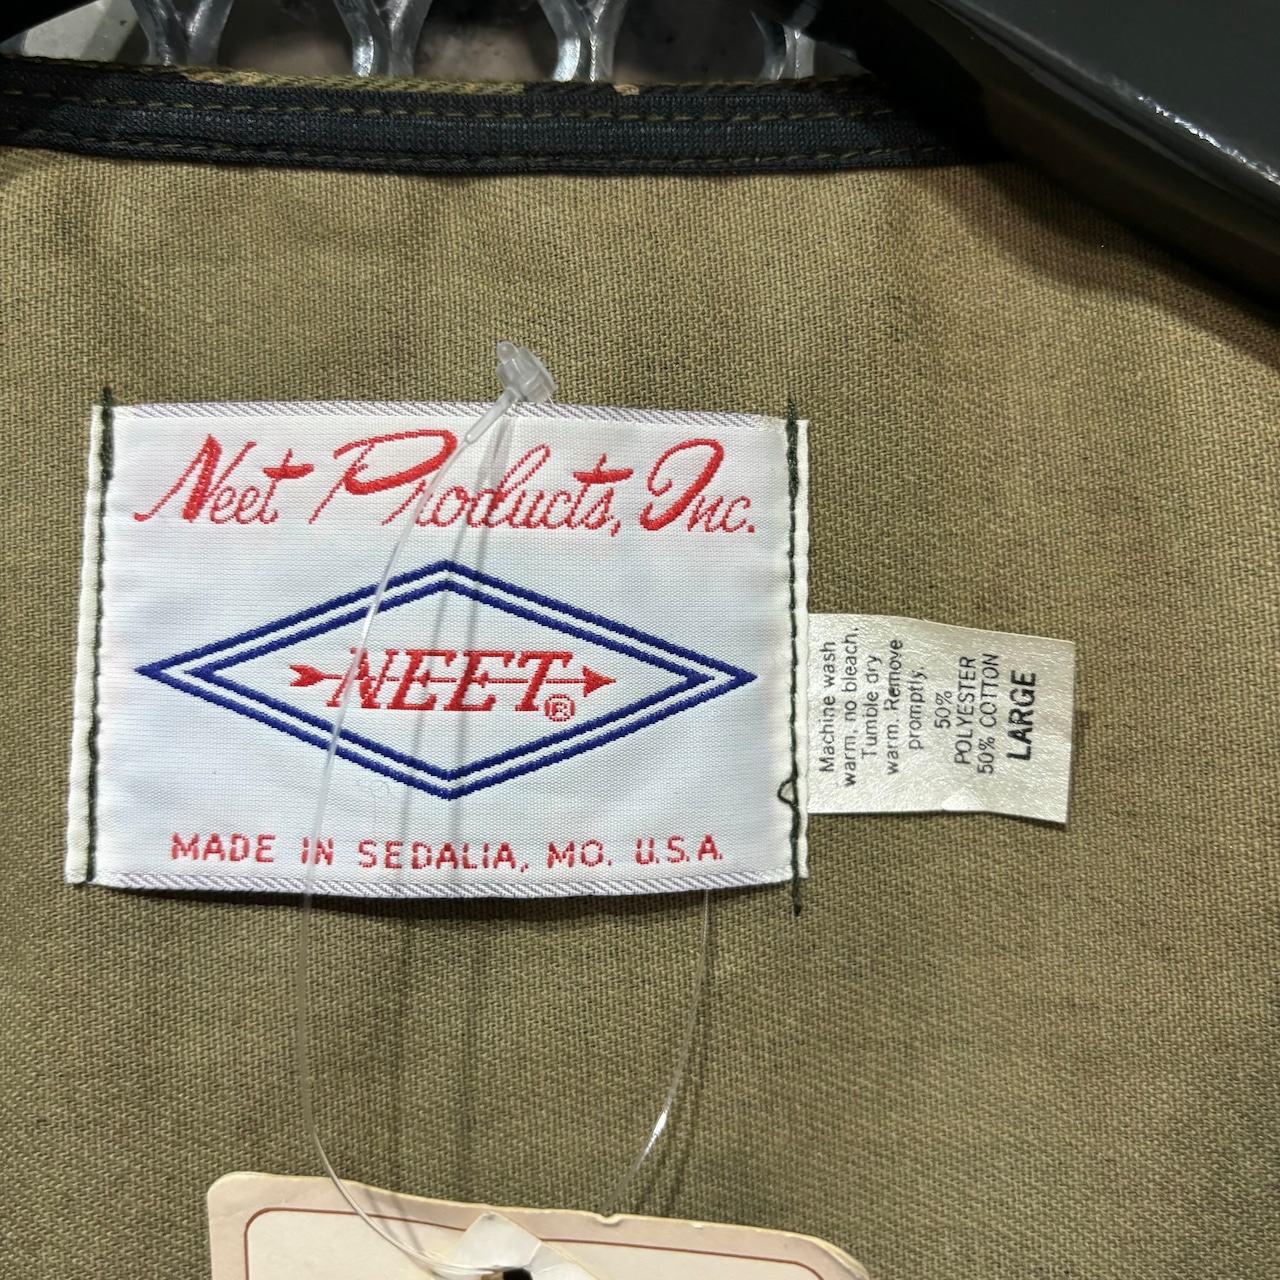 Neet Products, Inc.
NEET®
MADE IN SEDALIA, MO. U.S.A.
Machine wash
warm, no bleach.
Tumble dry
warm. Remove
promptly.
50%
POLYESTER
50% COTTON
LARGE